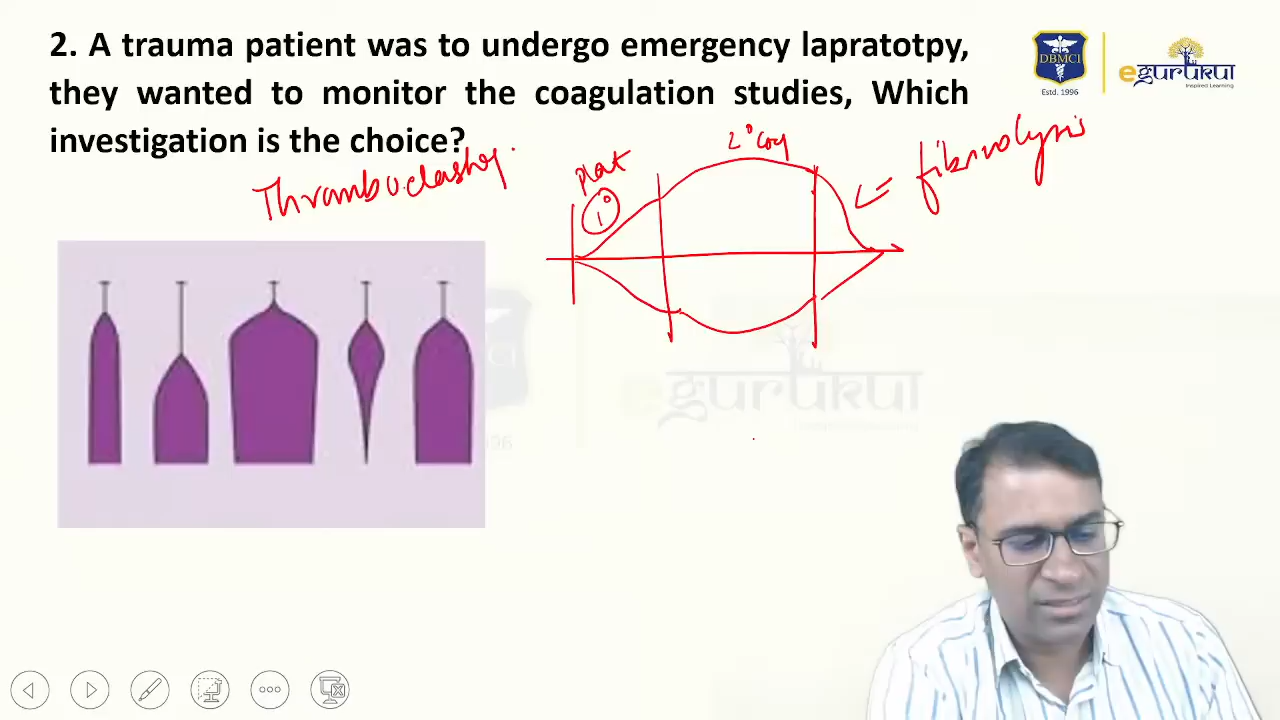 2. A trauma patient was to undergo emergency lapratotpy,
they wanted to monitor the coagulation studies, Which
investigation is the choice?
DBMCI
Estd. 1996
eGurukul
Inspired Learning
2° Coag
fibrinolysis
Plat
1°
eGurukul